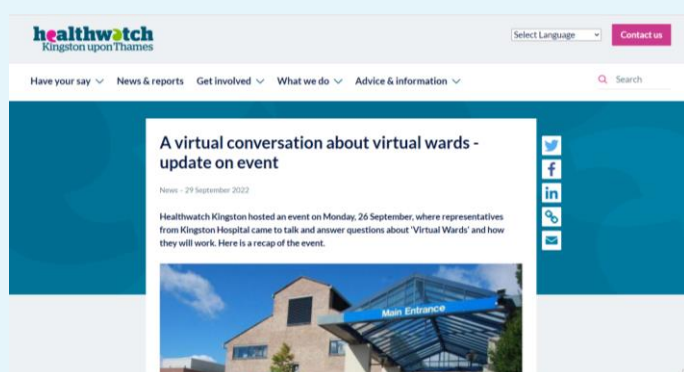 healthwatch
Kingston upon Thames
Select Language
Contact us
Have your say
News & reports
Get involved
What we do
Advice & information
Search
A virtual conversation about virtual wards -
update on event
News - 29 September 2022
Healthwatch Kingston hosted an event on Monday, 26 September, where representatives
from Kingston Hospital came to talk and answer questions about 'Virtual Wards' and how
they will work. Here is a recap of the event.
Main Entrance